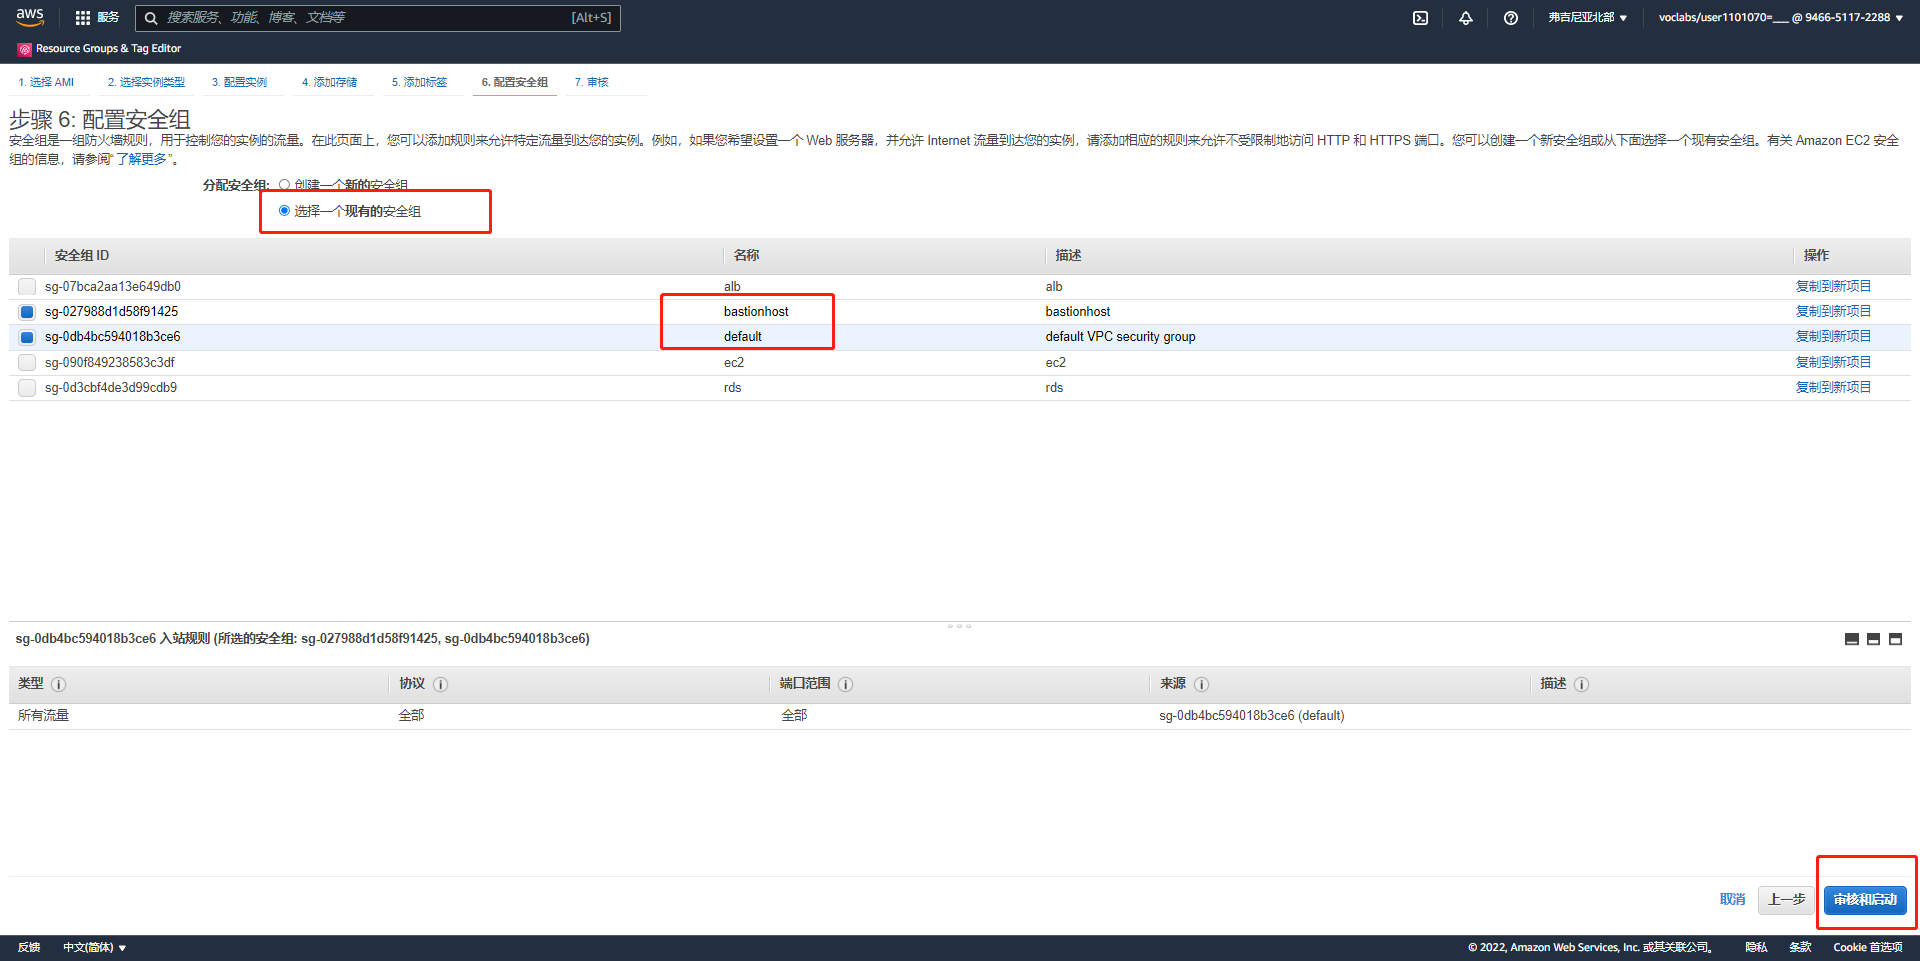 aws
服务
搜索服务、功能、博客、文档等
[Alt+S]
弗吉尼亚北部
voclabs/user1101070=___ @ 9466-5117-2288
Resource Groups & Tag Editor
1. 选择 AMI
2. 选择实例类型
3. 配置实例
4. 添加存储
5. 添加标签
6. 配置安全组
7. 审核
步骤 6: 配置安全组
安全组是一组防火墙规则，用于控制您的实例的流量。在此页面上，您可以添加规则来允许特定流量到达您的实例。例如，如果您希望设置一个 Web 服务器，并允许 Internet 流量到达您的实例，请添加相应的规则来允许不受限制地访问 HTTP 和 HTTPS 端口。您可以创建一个新安全组或从下面选择一个现有安全组。有关 Amazon EC2 安全
组的信息，请参阅“了解更多”。
分配安全组: 创建一个新的安全组
选择一个现有的安全组
安全组 ID 名称 描述 操作
sg-07bca2aa13e649db0 alb alb 复制到新项目
sg-027988d1d58f91425 bastionhost bastionhost 复制到新项目
sg-0db4bc594018b3ce6 default default VPC security group 复制到新项目
sg-090f849238583c3df ec2 ec2 复制到新项目
sg-0d3cbf4de3d99cdb9 rds rds 复制到新项目
sg-0db4bc594018b3ce6 入站规则 (所选的安全组: sg-027988d1d58f91425, sg-0db4bc594018b3ce6)
类型 协议 端口范围 来源 描述
所有流量 全部 全部 sg-0db4bc594018b3ce6 (default)
取消
上一步
审核和启动
反馈
中文(简体)
© 2022, Amazon Web Services, Inc. 或其关联公司。
隐私
条款
Cookie 首选项